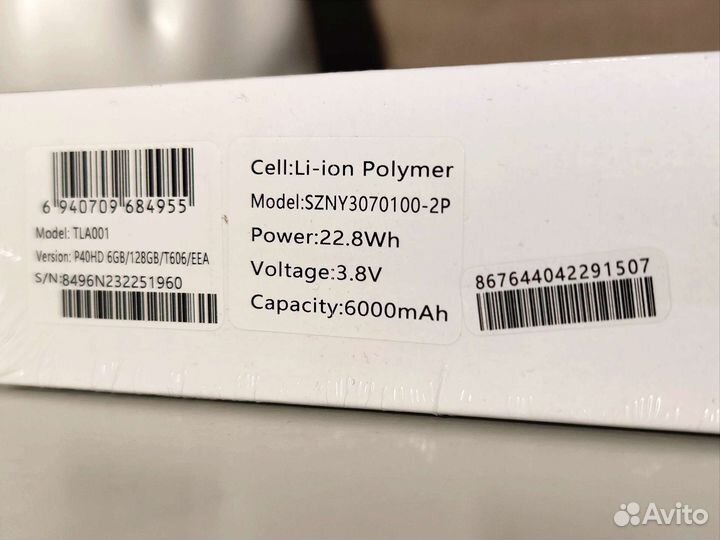 6 940709 684955
Model: TLA001
Version: P40HD 6GB/128GB/T606/EEA
S/N:8496N232251960
Cell:Li-ion Polymer
Model:SZNY3070100-2P
Power:22.8Wh
Voltage:3.8V
Capacity:6000mAh
867644042291507
Avito